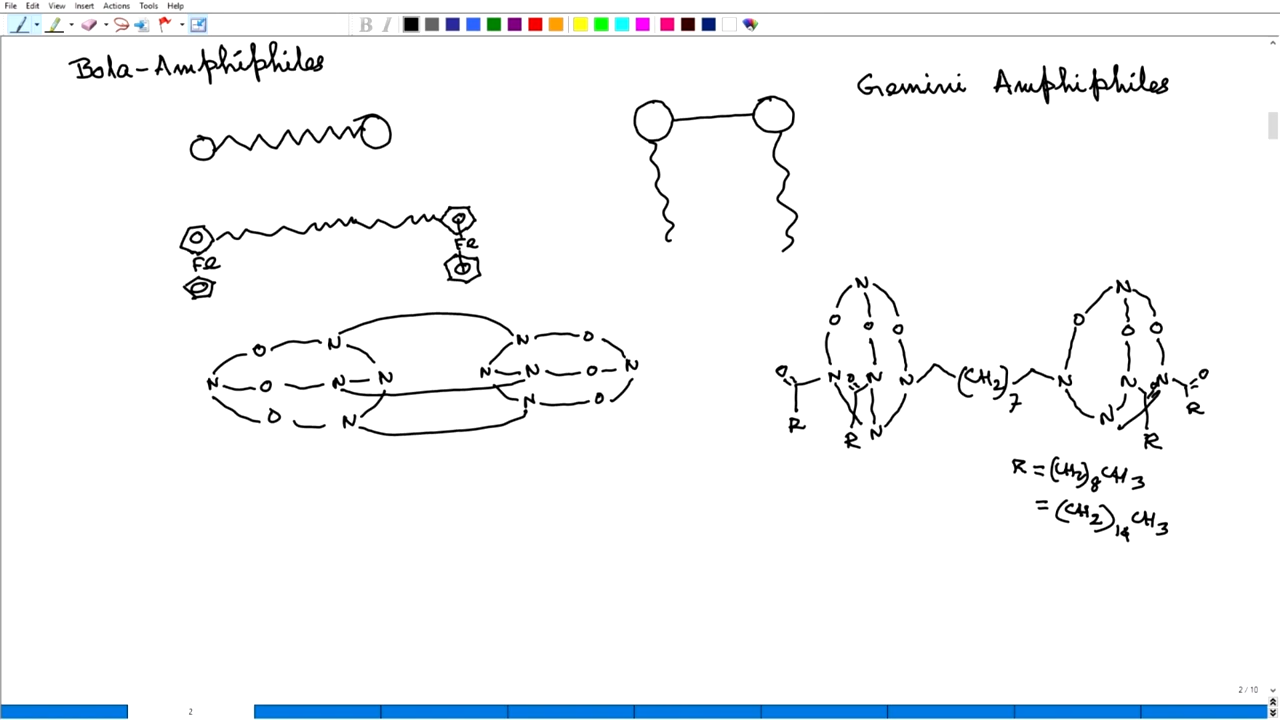 File Edit View Insert Actions Tools Help
B I
Bola-Amphiphiles
Gemini Amphiphiles
Fe Fe
N O N N O
N O N N N N O N
O N N O
N N
O O O O O O
O N O N N (CH2)7 N N N O
R R N N R R
R = (CH2)8CH3
= (CH2)14CH3
2 / 10
2